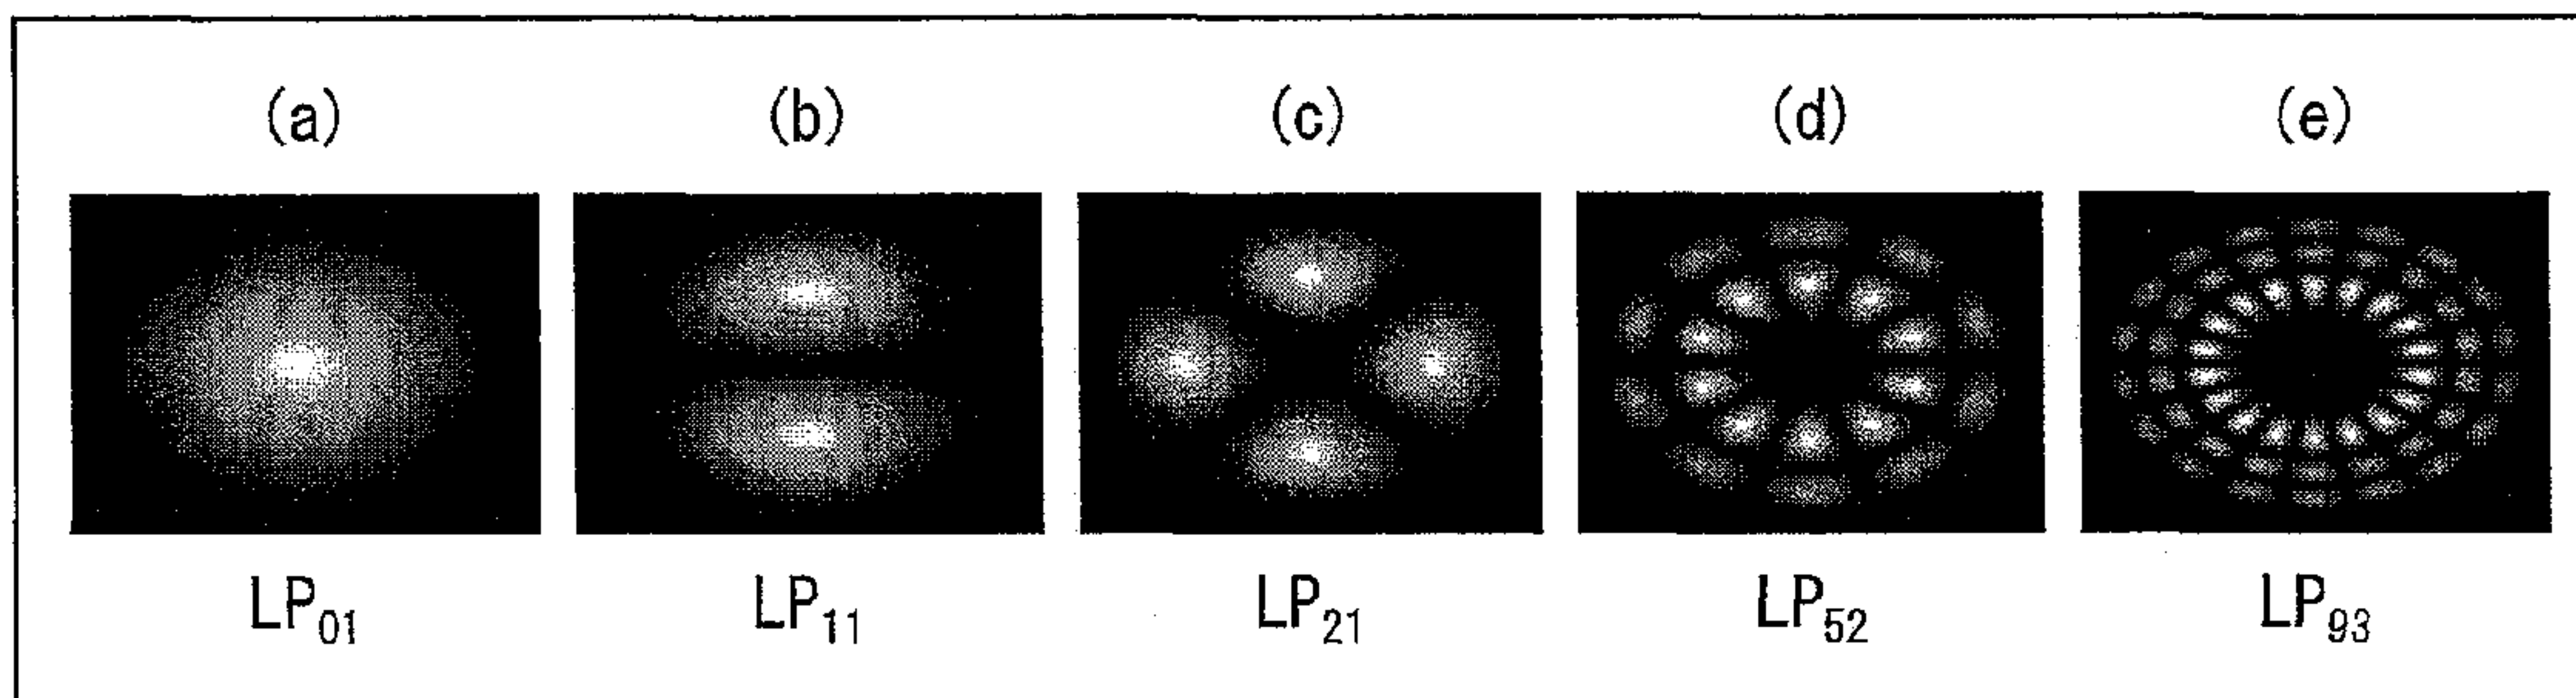 (a) (b) (c) (d) (e)
LP₀₁ LP₁₁ LP₂₁ LP₅₂ LP₉₃